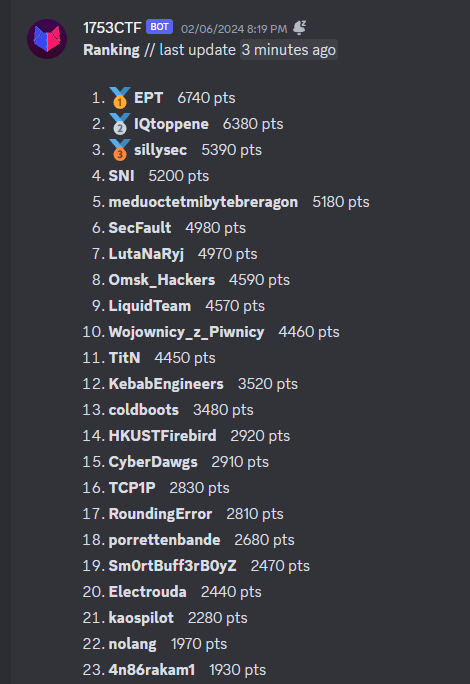 1753CTF BOT 02/06/2024 8:19 PM
Ranking // last update 3 minutes ago
1. 1 EPT 6740 pts
2. 2 IQtoppene 6380 pts
3. 3 sillysec 5390 pts
4. SNI 5200 pts
5. meduoctetmibytebreragon 5180 pts
6. SecFault 4980 pts
7. LutaNaRyj 4970 pts
8. Omsk_Hackers 4590 pts
9. LiquidTeam 4570 pts
10. Wojownicy_z_Piwnicy 4460 pts
11. TitN 4450 pts
12. KebabEngineers 3520 pts
13. coldboots 3480 pts
14. HKUSTFirebird 2920 pts
15. CyberDawgs 2910 pts
16. TCP1P 2830 pts
17. RoundingError 2810 pts
18. porrettenbande 2680 pts
19. Sm0rtBuff3rB0yZ 2470 pts
20. Electrouda 2440 pts
21. kaospilot 2280 pts
22. nolang 1970 pts
23. 4n86rakam1 1930 pts